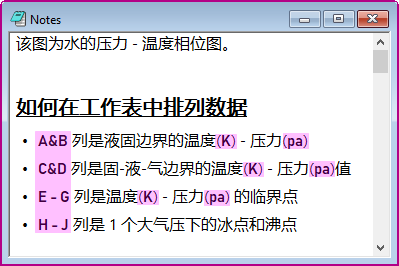 Notes
该图为水的压力 - 温度相位图。
如何在工作表中排列数据
• A&B 列是液固边界的温度(K) - 压力(pa)
• C&D 列是固-液-气边界的温度(K) - 压力(pa)值
• E - G 列是温度(K) - 压力(pa) 的临界点
• H - J 列是 1 个大气压下的冰点和沸点